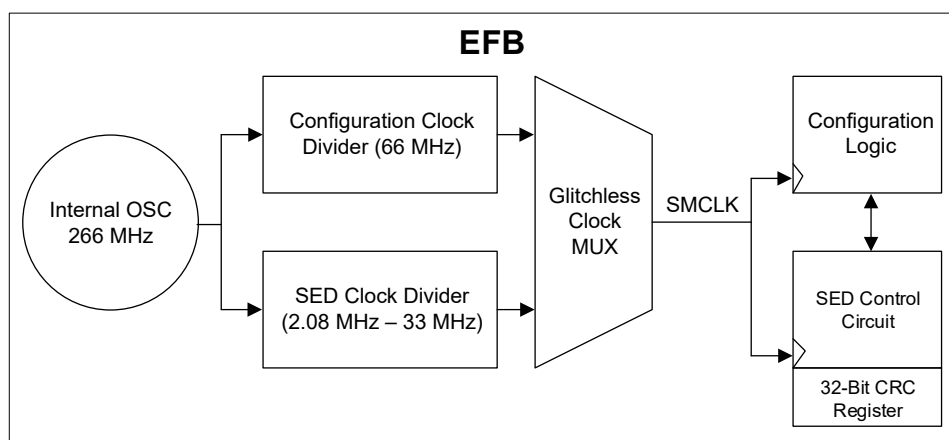 EFB
Internal OSC
266 MHz
Configuration Clock
Divider (66 MHz)
SED Clock Divider
(2.08 MHz – 33 MHz)
Glitchless
Clock
MUX
SMCLK
Configuration
Logic
SED Control
Circuit
32-Bit CRC
Register